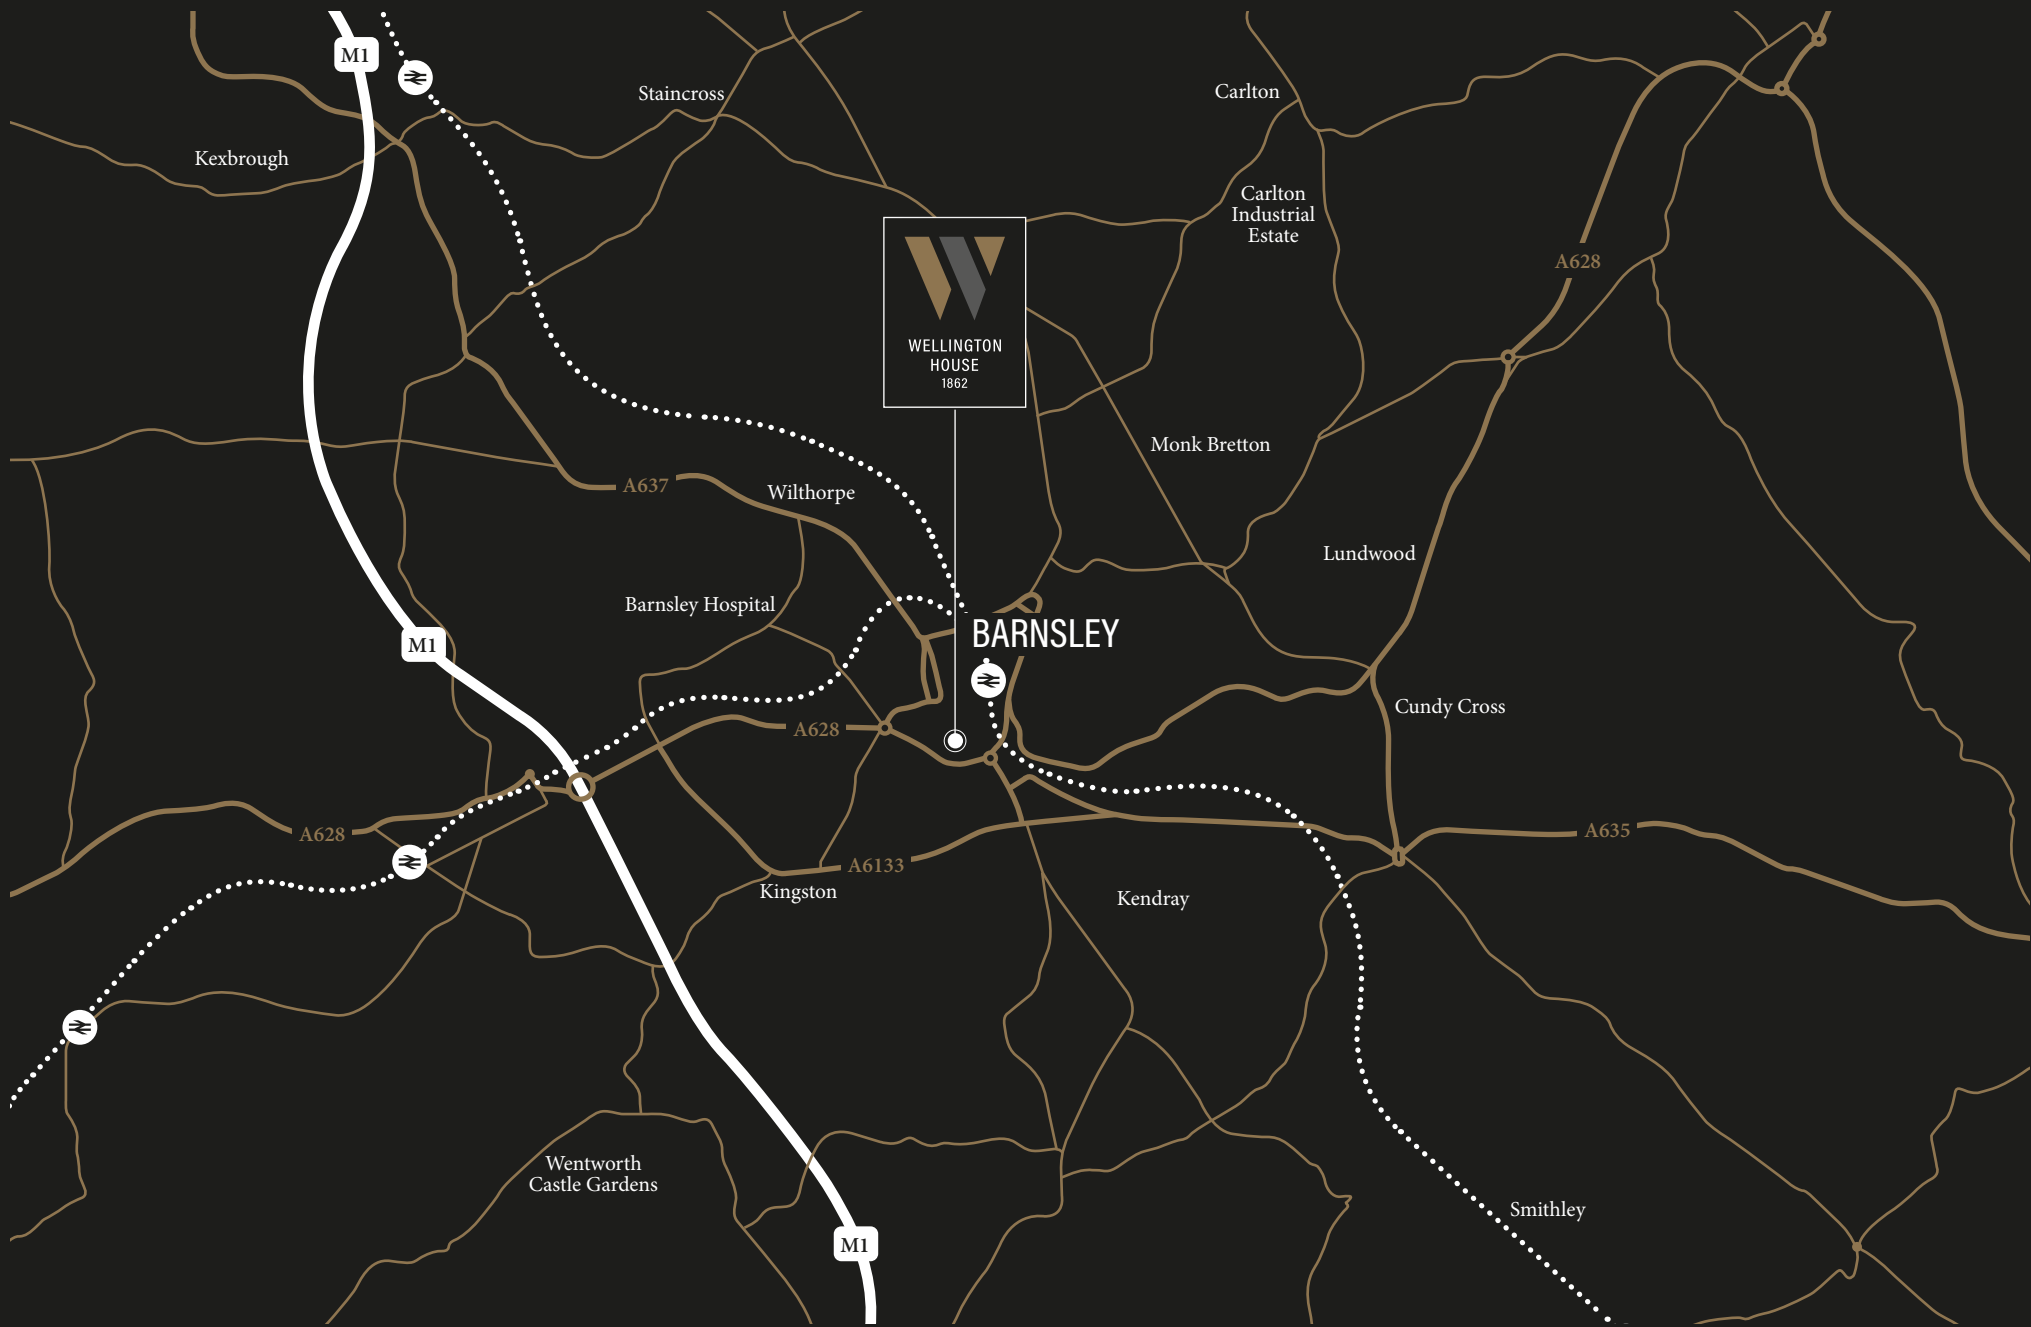 M1
Staincross
Carlton
Kexbrough
Carlton
Industrial
Estate
A628
WELLINGTON
HOUSE
1862
Monk Bretton
A637
Wilthorpe
Lundwood
Barnsley Hospital
BARNSLEY
M1
Cundy Cross
A628
A628
A635
A6133
Kingston
Kendray
Wentworth
Castle Gardens
Smithley
M1